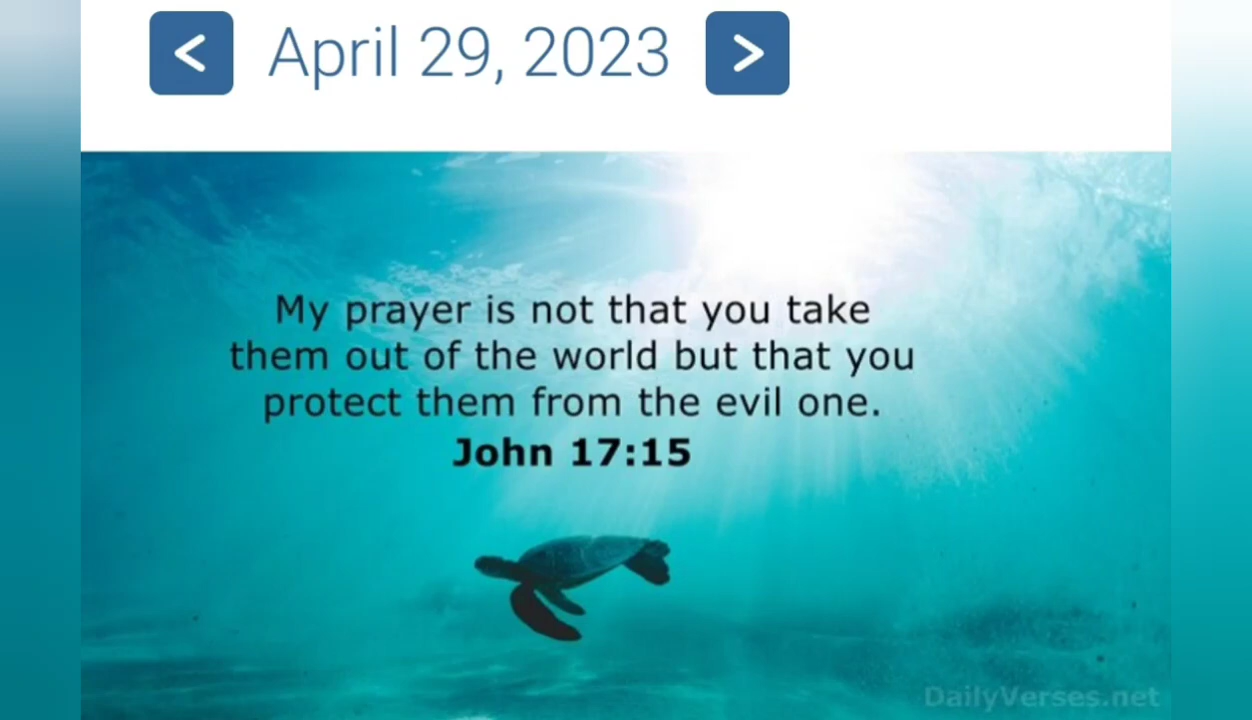 < April 29, 2023 >
My prayer is not that you take
them out of the world but that you
protect them from the evil one.
John 17:15
DailyVerses.net